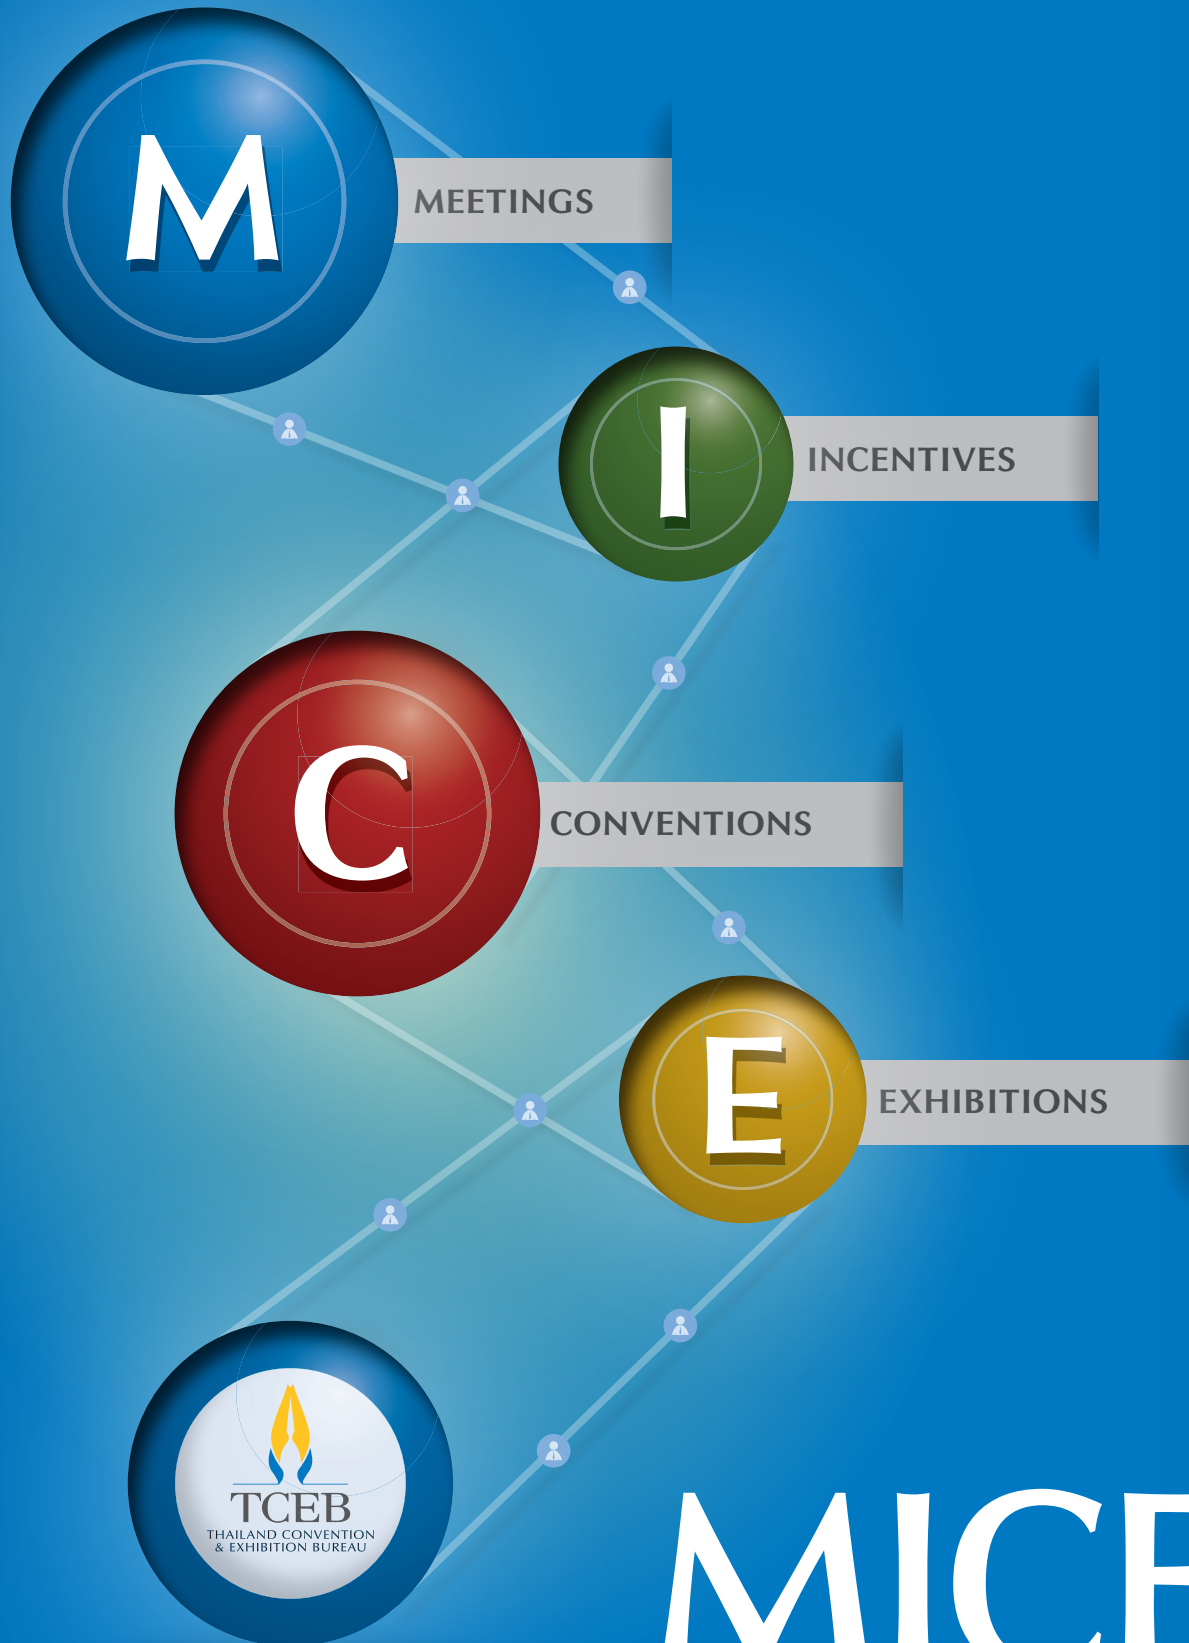 M
MEETINGS
I
INCENTIVES
C
CONVENTIONS
E
EXHIBITIONS
TCEB
THAILAND CONVENTION
& EXHIBITION BUREAU
MICE